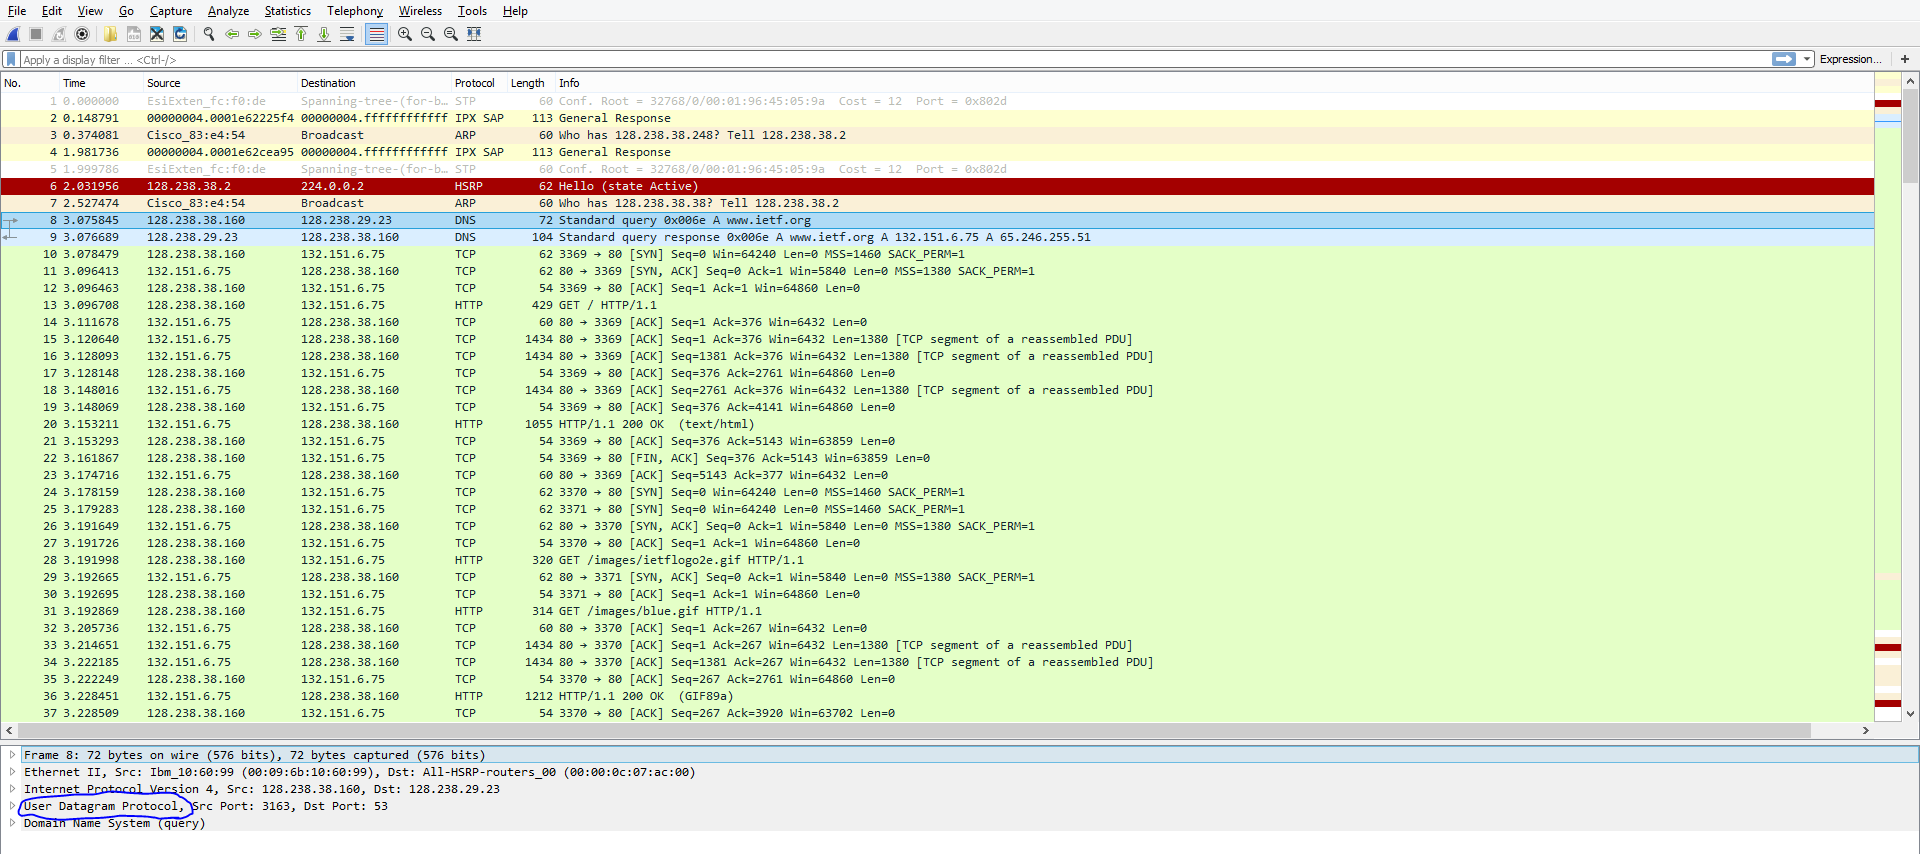 File Edit View Go Capture Analyze Statistics Telephony Wireless Tools Help
Apply a display filter ... <Ctrl-/> Expression... +
No. Time Source Destination Protocol Length Info
1 0.000000 EsiExten_fc:f0:de Spanning-tree-(for-b… STP 60 Conf. Root = 32768/0/00:01:96:45:05:9a Cost = 12 Port = 0x802d
2 0.148791 00000004.0001e62225f4 00000004.ffffffffffff IPX SAP 113 General Response
3 0.374081 Cisco_83:e4:54 Broadcast ARP 60 Who has 128.238.38.248? Tell 128.238.38.2
4 1.981736 00000004.0001e62cea95 00000004.ffffffffffff IPX SAP 113 General Response
5 1.999786 EsiExten_fc:f0:de Spanning-tree-(for-b… STP 60 Conf. Root = 32768/0/00:01:96:45:05:9a Cost = 12 Port = 0x802d
6 2.031956 128.238.38.2 224.0.0.2 HSRP 62 Hello (state Active)
7 2.527474 Cisco_83:e4:54 Broadcast ARP 60 Who has 128.238.38.38? Tell 128.238.38.2
8 3.075845 128.238.38.160 128.238.29.23 DNS 72 Standard query 0x006e A www.ietf.org
9 3.076689 128.238.29.23 128.238.38.160 DNS 104 Standard query response 0x006e A www.ietf.org A 132.151.6.75 A 65.246.255.51
10 3.078479 128.238.38.160 132.151.6.75 TCP 62 3369 → 80 [SYN] Seq=0 Win=64240 Len=0 MSS=1460 SACK_PERM=1
11 3.096413 132.151.6.75 128.238.38.160 TCP 62 80 → 3369 [SYN, ACK] Seq=0 Ack=1 Win=5840 Len=0 MSS=1380 SACK_PERM=1
12 3.096463 128.238.38.160 132.151.6.75 TCP 54 3369 → 80 [ACK] Seq=1 Ack=1 Win=64860 Len=0
13 3.096708 128.238.38.160 132.151.6.75 HTTP 429 GET / HTTP/1.1
14 3.111678 132.151.6.75 128.238.38.160 TCP 60 80 → 3369 [ACK] Seq=1 Ack=376 Win=6432 Len=0
15 3.120640 132.151.6.75 128.238.38.160 TCP 1434 80 → 3369 [ACK] Seq=1 Ack=376 Win=6432 Len=1380 [TCP segment of a reassembled PDU]
16 3.128093 132.151.6.75 128.238.38.160 TCP 1434 80 → 3369 [ACK] Seq=1381 Ack=376 Win=6432 Len=1380 [TCP segment of a reassembled PDU]
17 3.128148 128.238.38.160 132.151.6.75 TCP 54 3369 → 80 [ACK] Seq=376 Ack=2761 Win=64860 Len=0
18 3.148016 132.151.6.75 128.238.38.160 TCP 1434 80 → 3369 [ACK] Seq=2761 Ack=376 Win=6432 Len=1380 [TCP segment of a reassembled PDU]
19 3.148069 128.238.38.160 132.151.6.75 TCP 54 3369 → 80 [ACK] Seq=376 Ack=4141 Win=64860 Len=0
20 3.153211 132.151.6.75 128.238.38.160 HTTP 1055 HTTP/1.1 200 OK (text/html)
21 3.153293 128.238.38.160 132.151.6.75 TCP 54 3369 → 80 [ACK] Seq=376 Ack=5143 Win=63859 Len=0
22 3.161867 128.238.38.160 132.151.6.75 TCP 54 3369 → 80 [FIN, ACK] Seq=376 Ack=5143 Win=63859 Len=0
23 3.174716 132.151.6.75 128.238.38.160 TCP 60 80 → 3369 [ACK] Seq=5143 Ack=377 Win=6432 Len=0
24 3.178159 128.238.38.160 132.151.6.75 TCP 62 3370 → 80 [SYN] Seq=0 Win=64240 Len=0 MSS=1460 SACK_PERM=1
25 3.179283 128.238.38.160 132.151.6.75 TCP 62 3371 → 80 [SYN] Seq=0 Win=64240 Len=0 MSS=1460 SACK_PERM=1
26 3.191649 132.151.6.75 128.238.38.160 TCP 62 80 → 3370 [SYN, ACK] Seq=0 Ack=1 Win=5840 Len=0 MSS=1380 SACK_PERM=1
27 3.191726 128.238.38.160 132.151.6.75 TCP 54 3370 → 80 [ACK] Seq=1 Ack=1 Win=64860 Len=0
28 3.191998 128.238.38.160 132.151.6.75 HTTP 320 GET /images/ietflogo2e.gif HTTP/1.1
29 3.192665 132.151.6.75 128.238.38.160 TCP 62 80 → 3371 [SYN, ACK] Seq=0 Ack=1 Win=5840 Len=0 MSS=1380 SACK_PERM=1
30 3.192695 128.238.38.160 132.151.6.75 TCP 54 3371 → 80 [ACK] Seq=1 Ack=1 Win=64860 Len=0
31 3.192869 128.238.38.160 132.151.6.75 HTTP 314 GET /images/blue.gif HTTP/1.1
32 3.205736 132.151.6.75 128.238.38.160 TCP 60 80 → 3370 [ACK] Seq=1 Ack=267 Win=6432 Len=0
33 3.214651 132.151.6.75 128.238.38.160 TCP 1434 80 → 3370 [ACK] Seq=1 Ack=267 Win=6432 Len=1380 [TCP segment of a reassembled PDU]
34 3.222185 132.151.6.75 128.238.38.160 TCP 1434 80 → 3370 [ACK] Seq=1381 Ack=267 Win=6432 Len=1380 [TCP segment of a reassembled PDU]
35 3.222249 128.238.38.160 132.151.6.75 TCP 54 3370 → 80 [ACK] Seq=267 Ack=2761 Win=64860 Len=0
36 3.228451 132.151.6.75 128.238.38.160 HTTP 1212 HTTP/1.1 200 OK (GIF89a)
37 3.228509 128.238.38.160 132.151.6.75 TCP 54 3370 → 80 [ACK] Seq=267 Ack=3920 Win=63702 Len=0
Frame 8: 72 bytes on wire (576 bits), 72 bytes captured (576 bits)
Ethernet II, Src: Ibm_10:60:99 (00:09:6b:10:60:99), Dst: All-HSRP-routers_00 (00:00:0c:07:ac:00)
Internet Protocol Version 4, Src: 128.238.38.160, Dst: 128.238.29.23
User Datagram Protocol, Src Port: 3163, Dst Port: 53
Domain Name System (query)